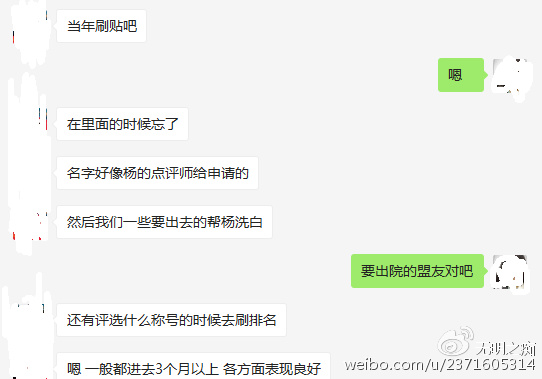 当年刷贴吧
嗯
在里面的时候忘了
名字好像杨的点评师给申请的
然后我们一些要出去的帮杨洗白
要出院的盟友对吧
还有评选什么称号的时候去刷排名
嗯 一般都进去3个月以上 各方面表现良好
weibo.com/u/2371605314